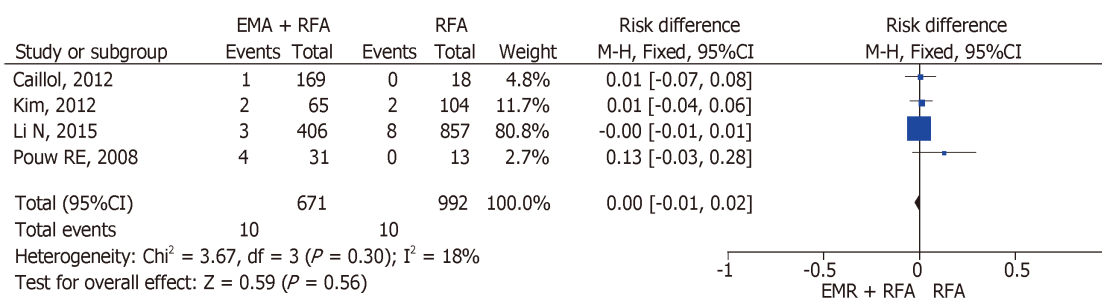 EMA + RFA RFA Risk difference Risk difference
Study or subgroup Events Total Events Total Weight M-H, Fixed, 95%CI M-H, Fixed, 95%CI
Caillol, 2012 1 169 0 18 4.8% 0.01 [-0.07, 0.08]
Kim, 2012 2 65 2 104 11.7% 0.01 [-0.04, 0.06]
Li N, 2015 3 406 8 857 80.8% -0.00 [-0.01, 0.01]
Pouw RE, 2008 4 31 0 13 2.7% 0.13 [-0.03, 0.28]
Total (95%CI) 671 992 100.0% 0.00 [-0.01, 0.02]
Total events 10 10
Heterogeneity: Chi² = 3.67, df = 3 (P = 0.30); I² = 18%
Test for overall effect: Z = 0.59 (P = 0.56)
-1 -0.5 0 0.5
EMR + RFA RFA